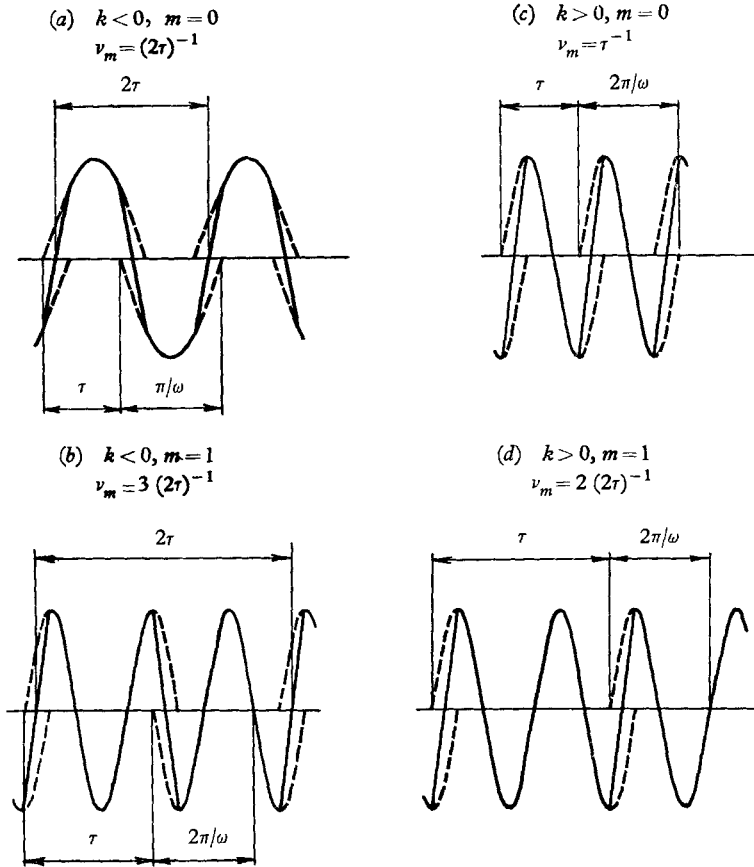 (a) k < 0, m = 0
ν_m = (2τ)⁻¹
2τ
τ
π/ω
(b) k < 0, m = 1
ν_m = 3 (2τ)⁻¹
2τ
τ
2π/ω
(c) k > 0, m = 0
ν_m = τ⁻¹
τ
2π/ω
(d) k > 0, m = 1
ν_m = 2 (2τ)⁻¹
τ
2π/ω